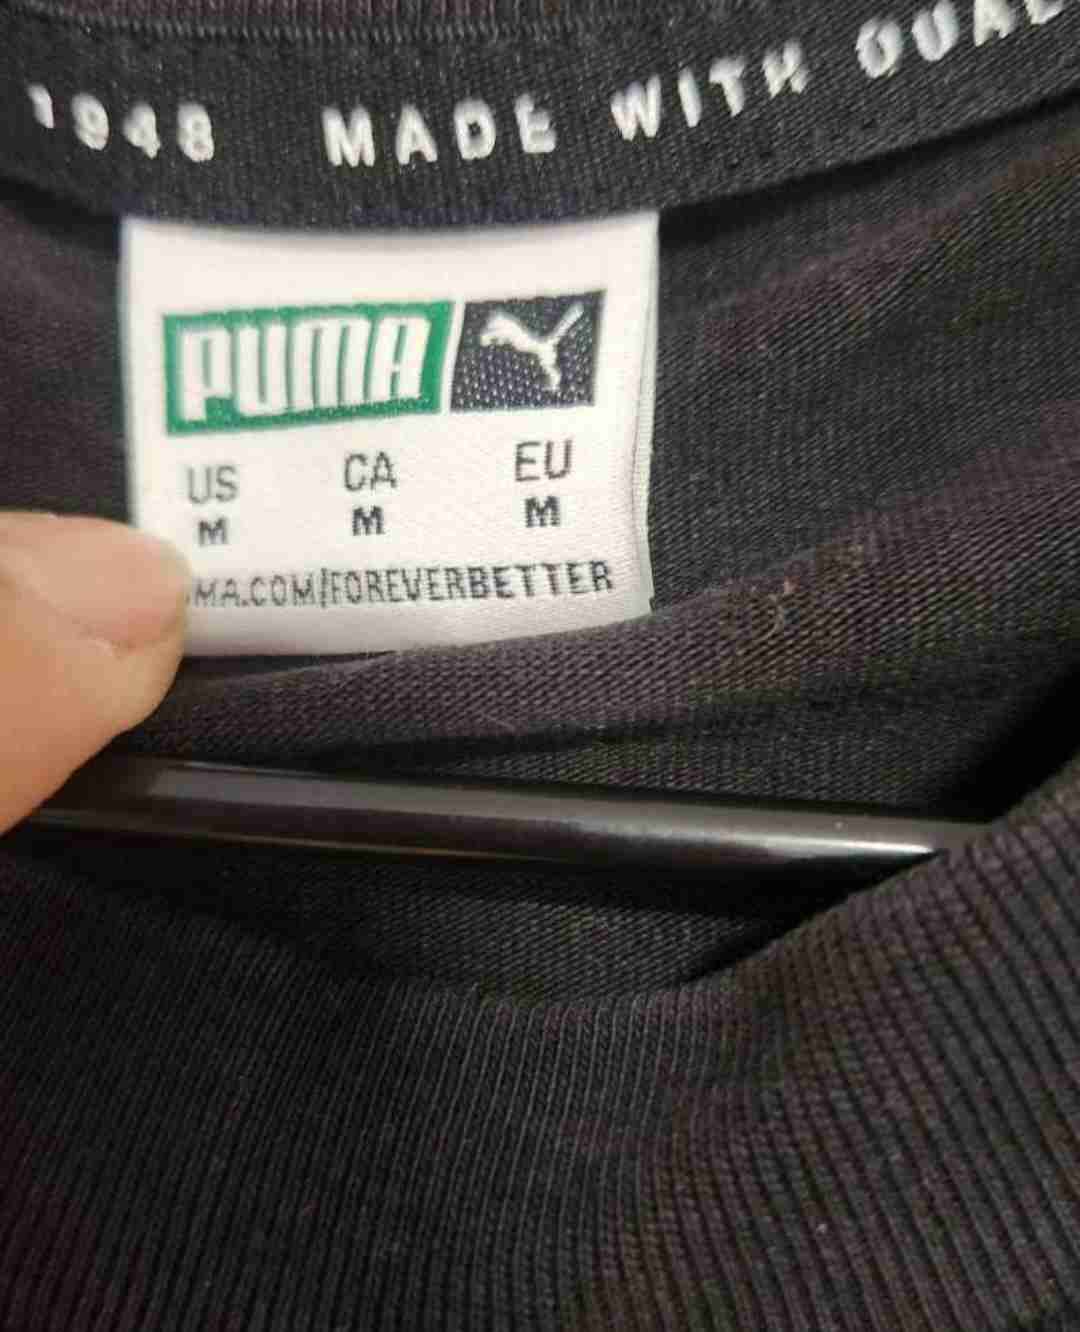 1948 MADE WITH
PUMA
US CA EU
M M M
MA.COM/FOREVERBETTER